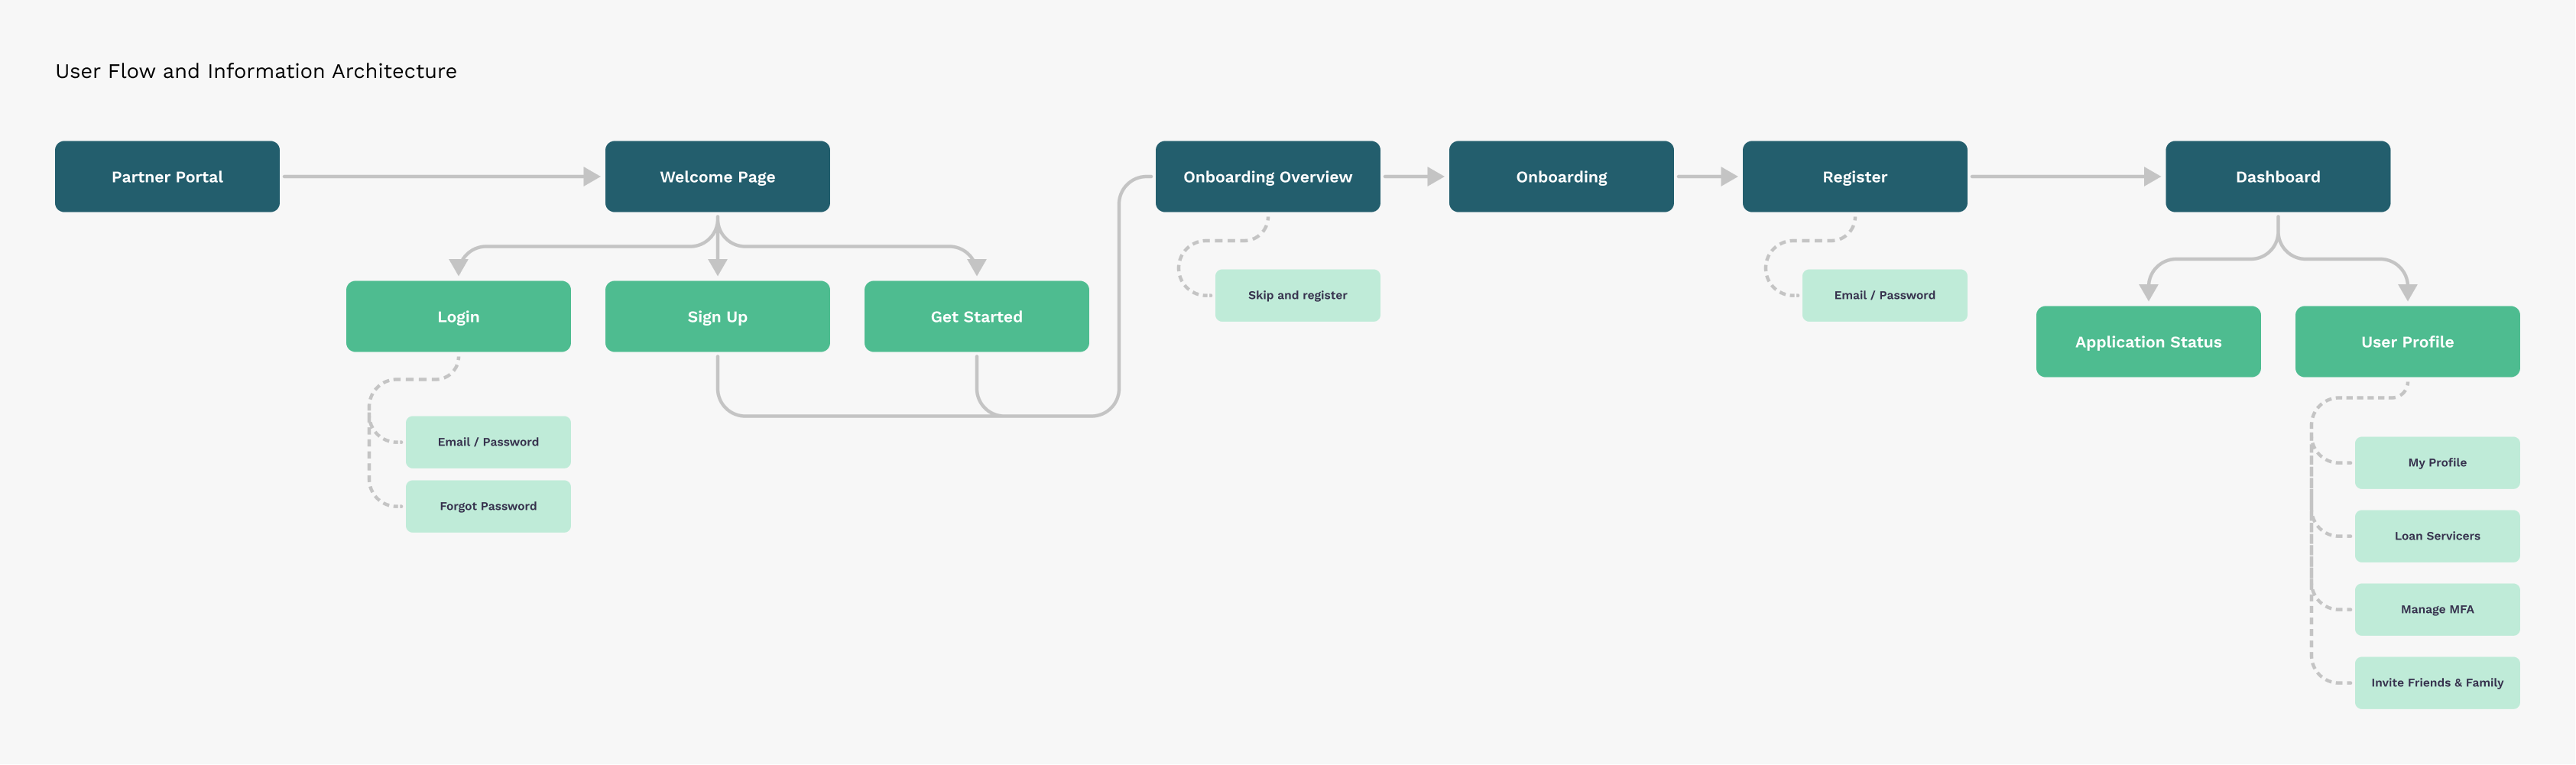 User Flow and Information Architecture
Partner Portal
Welcome Page
Onboarding Overview
Onboarding
Register
Dashboard
Login
Sign Up
Get Started
Skip and register
Email / Password
Application Status
User Profile
Email / Password
Forgot Password
My Profile
Loan Servicers
Manage MFA
Invite Friends & Family